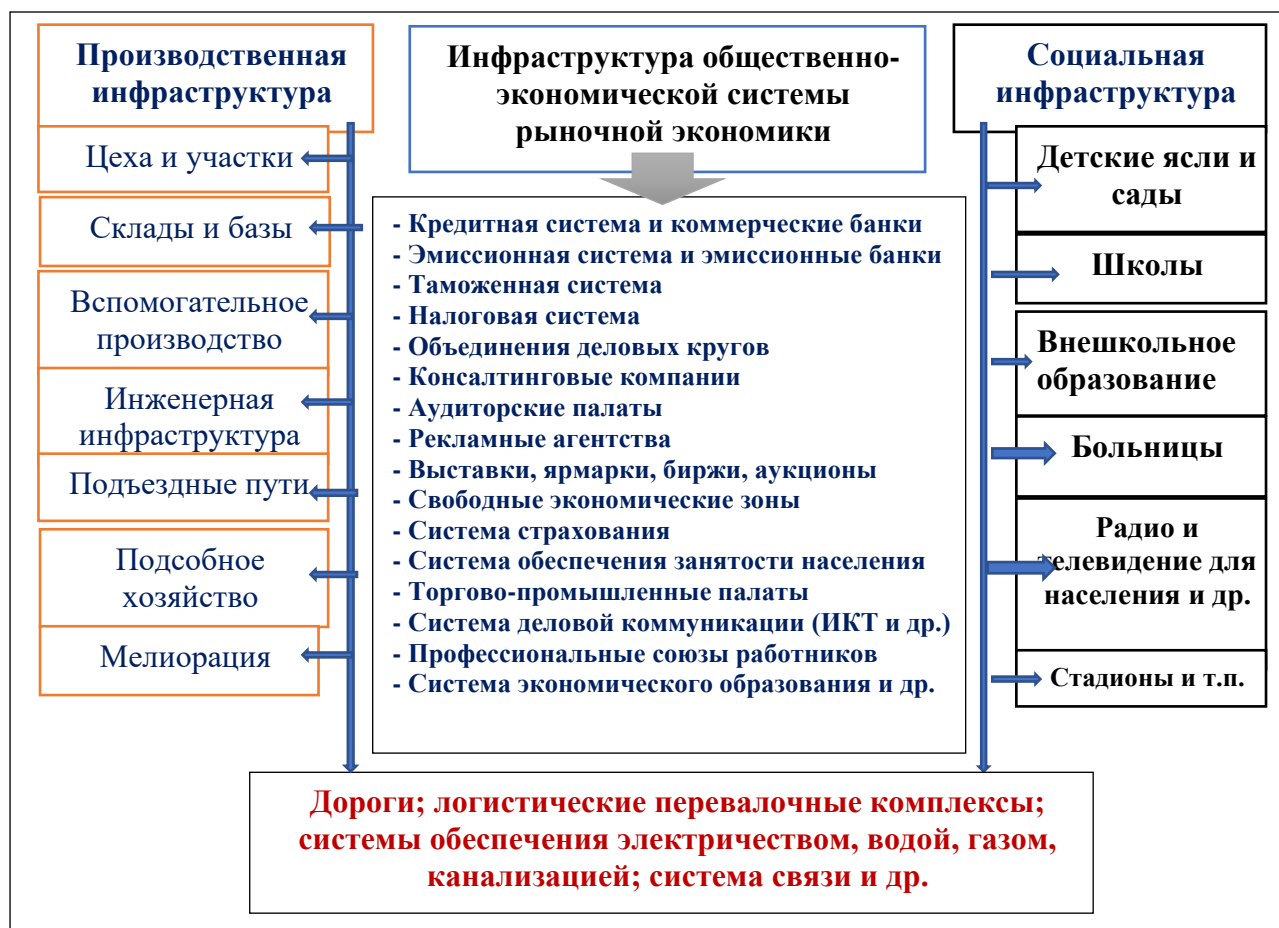 Производственная
инфраструктура
Цеха и участки
Склады и базы
Вспомогательное
производство
Инженерная
инфраструктура
Подъездные пути
Подсобное
хозяйство
Мелиорация
Инфраструктура общественно-
экономической системы
рыночной экономики
- Кредитная система и коммерческие банки
- Эмиссионная система и эмиссионные банки
- Таможенная система
- Налоговая система
- Объединения деловых кругов
- Консалтинговые компании
- Аудиторские палаты
- Рекламные агентства
- Выставки, ярмарки, биржи, аукционы
- Свободные экономические зоны
- Система страхования
- Система обеспечения занятости населения
- Торгово-промышленные палаты
- Система деловой коммуникации (ИКТ и др.)
- Профессиональные союзы работников
- Система экономического образования и др.
Социальная
инфраструктура
Детские ясли и
сады
Школы
Внешкольное
образование
Больницы
Радио и
телевидение для
населения и др.
Стадионы и т.п.
Дороги; логистические перевалочные комплексы;
системы обеспечения электричеством, водой, газом,
канализацией; система связи и др.